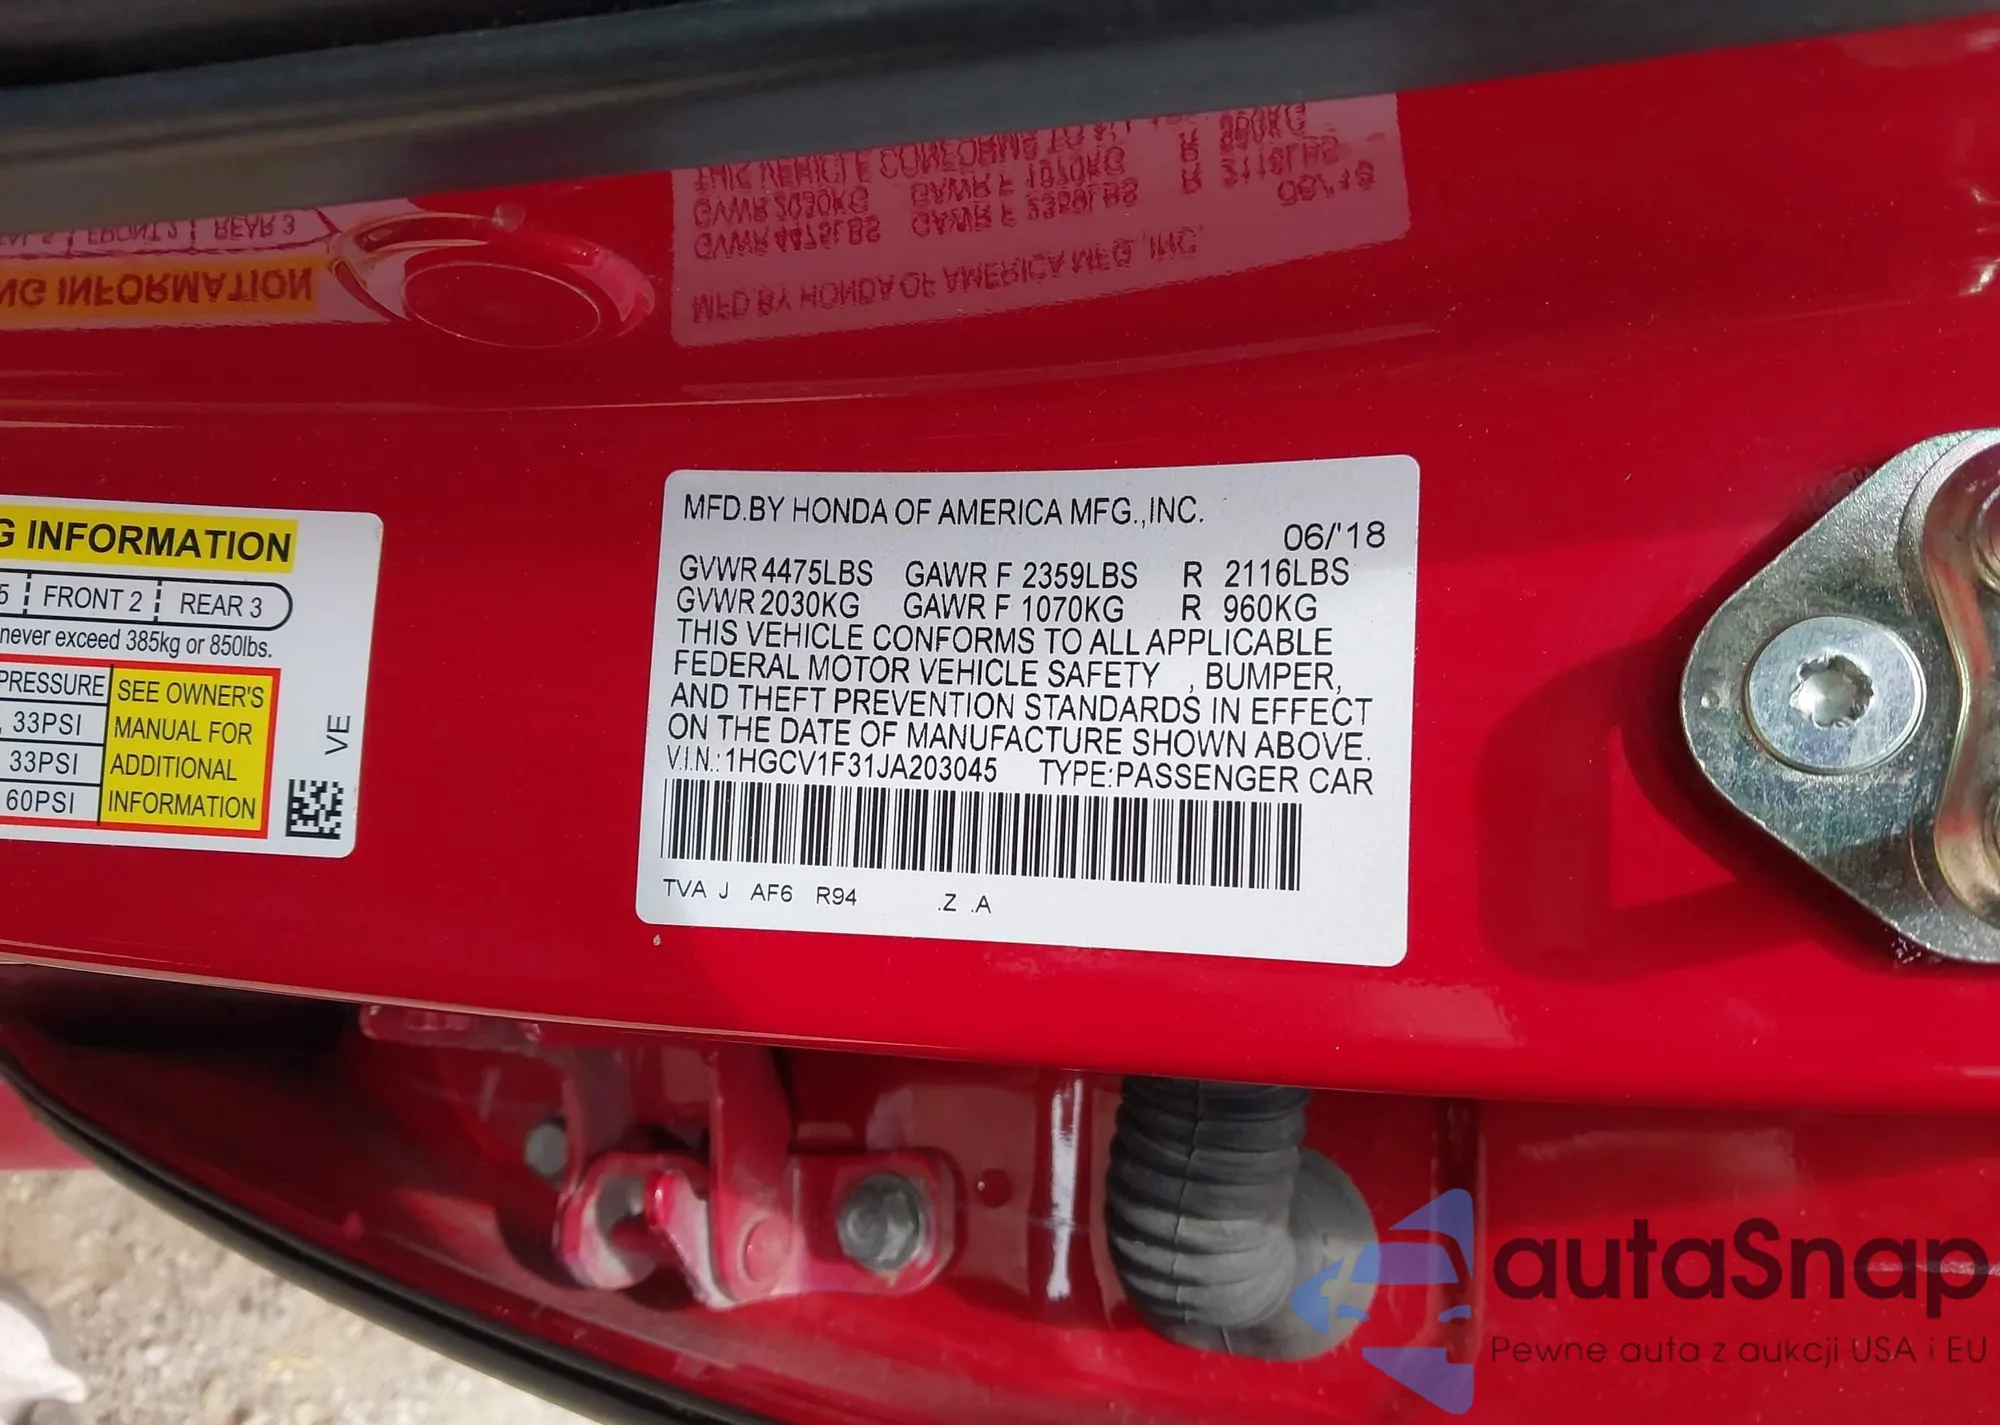 MFD.BY HONDA OF AMERICA MFG.,INC.
06/'18
GVWR 4475LBS GAWR F 2359LBS R 2116LBS
GVWR 2030KG GAWR F 1070KG R 960KG
THIS VEHICLE CONFORMS TO ALL APPLICABLE
FEDERAL MOTOR VEHICLE SAFETY , BUMPER,
AND THEFT PREVENTION STANDARDS IN EFFECT
ON THE DATE OF MANUFACTURE SHOWN ABOVE.
V.I.N.: 1HGCV1F31JA203045 TYPE:PASSENGER CAR
TVA J AF6 R94 .Z .A
G INFORMATION
5 FRONT 2 REAR 3
never exceed 385kg or 850lbs.
PRESSURE
33PSI
33PSI
60PSI
SEE OWNER'S
MANUAL FOR
ADDITIONAL
INFORMATION
VE
autaSnap
Pewne auta z aukcji USA i EU